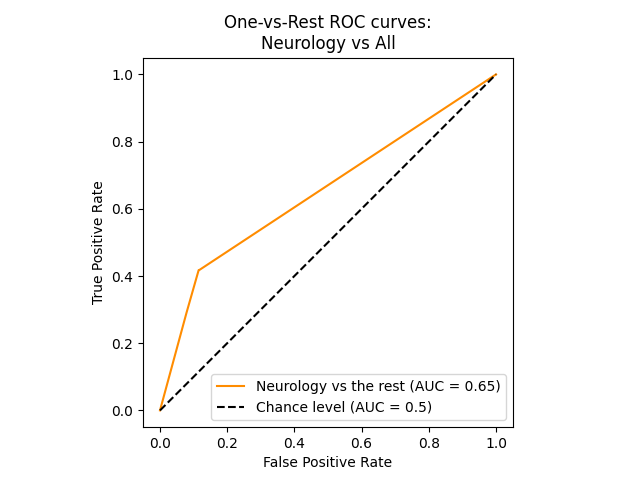 One-vs-Rest ROC curves:
Neurology vs All
True Positive Rate
1.0
0.8
0.6
0.4
0.2
0.0
Neurology vs the rest (AUC = 0.65)
Chance level (AUC = 0.5)
0.0 0.2 0.4 0.6 0.8 1.0
False Positive Rate